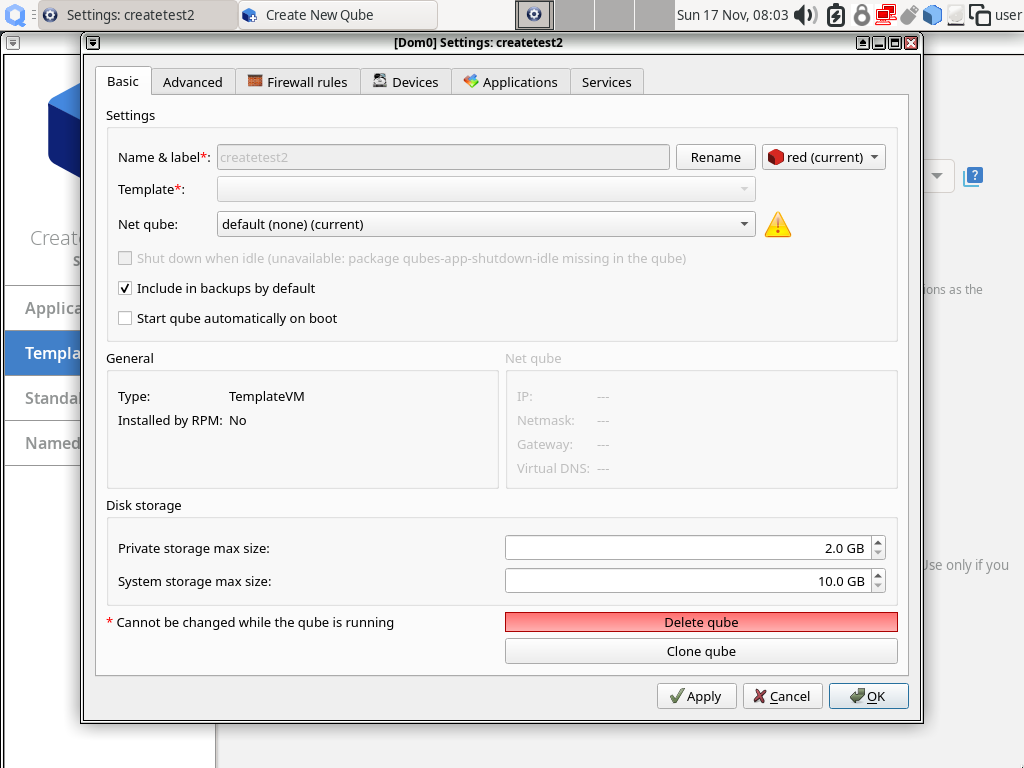 Settings: createtest2
Create New Qube
Sun 17 Nov, 08:03
user
[Dom0] Settings: createtest2
Basic
Advanced
Firewall rules
Devices
Applications
Services
Settings
Name & label*:
createtest2
Rename
red (current)
Template*:
Net qube:
default (none) (current)
Shut down when idle (unavailable: package qubes-app-shutdown-idle missing in the qube)
Include in backups by default
Start qube automatically on boot
General
Type:
TemplateVM
Installed by RPM:
No
Net qube
IP:
---
Netmask:
---
Gateway:
---
Virtual DNS:
---
Disk storage
Private storage max size:
2.0 GB
System storage max size:
10.0 GB
* Cannot be changed while the qube is running
Delete qube
Clone qube
Apply
Cancel
OK
?
Create
S
Applica
Templa
Standa
Named
ions as the
Use only if you